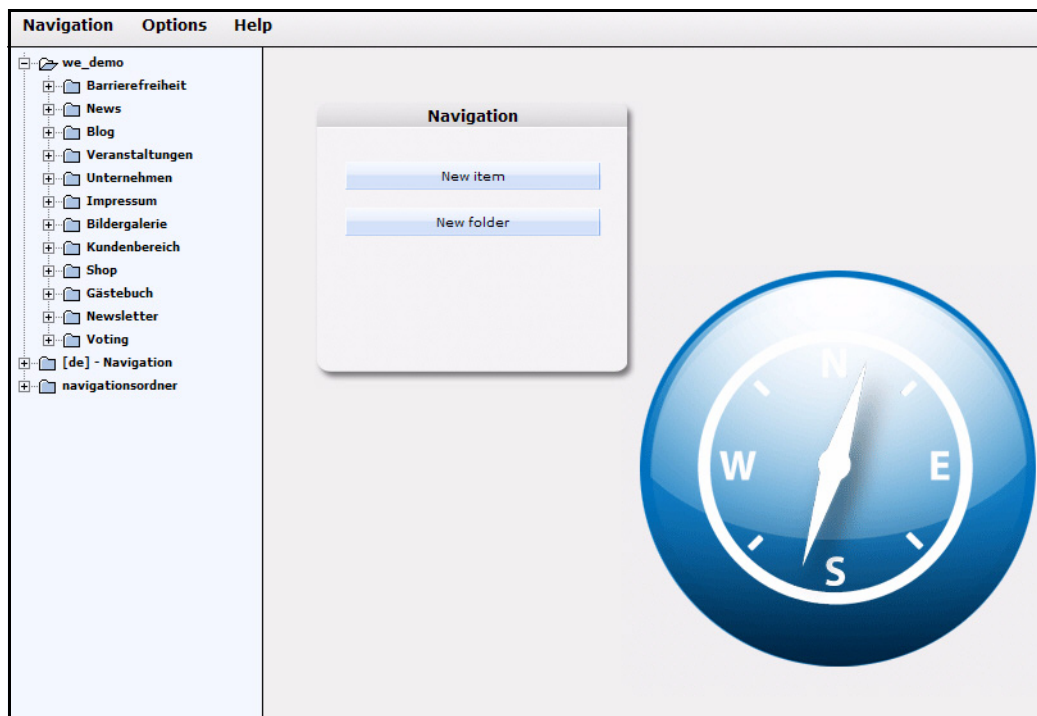 Navigation Options Help
we_demo
Barrierefreiheit
News
Blog
Veranstaltungen
Unternehmen
Impressum
Bildergalerie
Kundenbereich
Shop
Gästebuch
Newsletter
Voting
[de] - Navigation
navigationsordner
Navigation
New item
New folder
N
W E
S